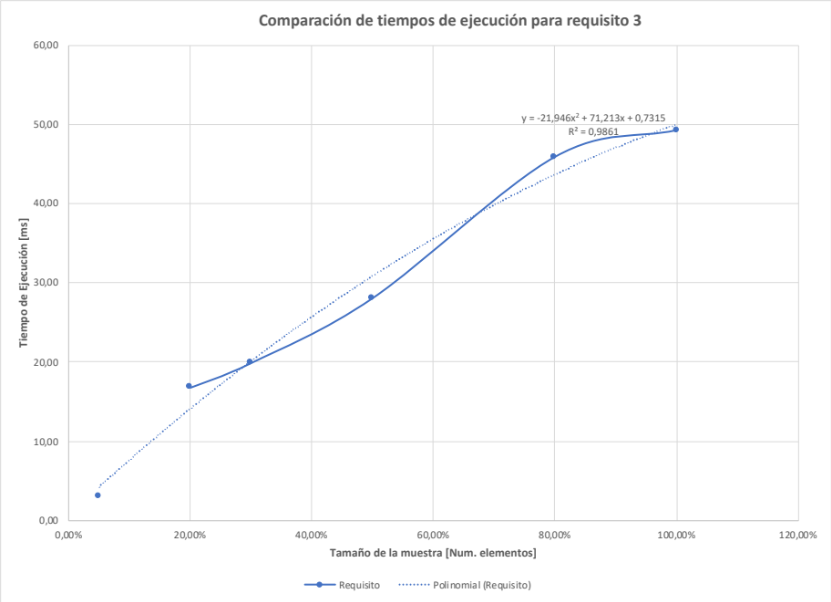 Comparación de tiempos de ejecución para requisito 3
60,00
50,00
40,00
30,00
20,00
10,00
0,00
Tiempo de Ejecución [ms]
y = -21,946x² + 71,213x + 0,7315
R² = 0,9861
0,00% 20,00% 40,00% 60,00% 80,00% 100,00% 120,00%
Tamaño de la muestra [Num. elementos]
Requisito Polinomial (Requisito)